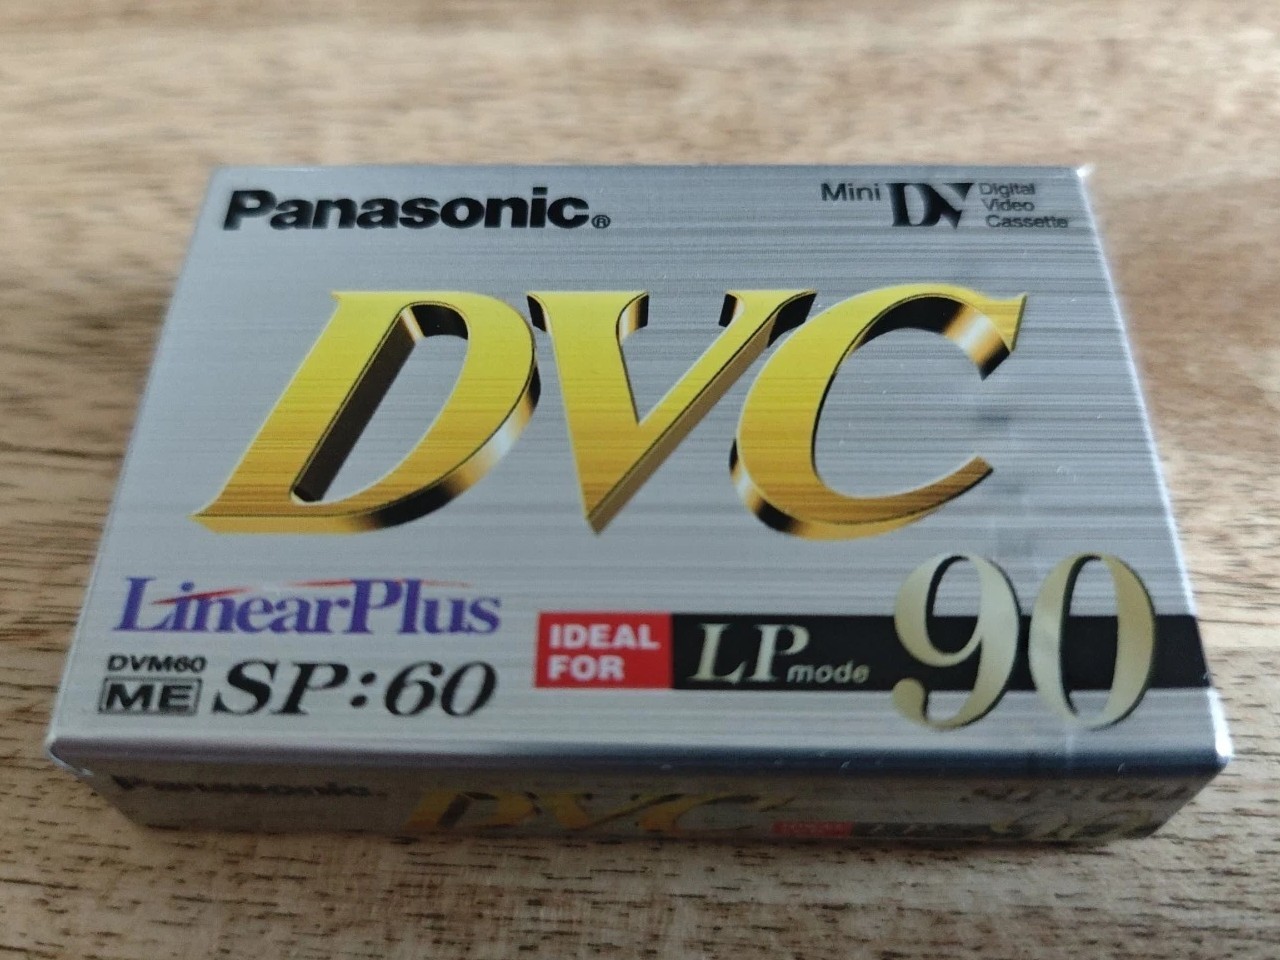 Panasonic®
Mini DV Digital Video Cassette
DVC
LinearPlus
DVM60
ME SP:60
IDEAL FOR LP mode 90
Panasonic DVC 90